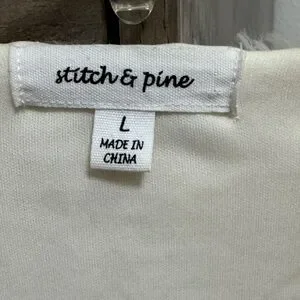 stitch & pine
L
MADE IN
CHINA